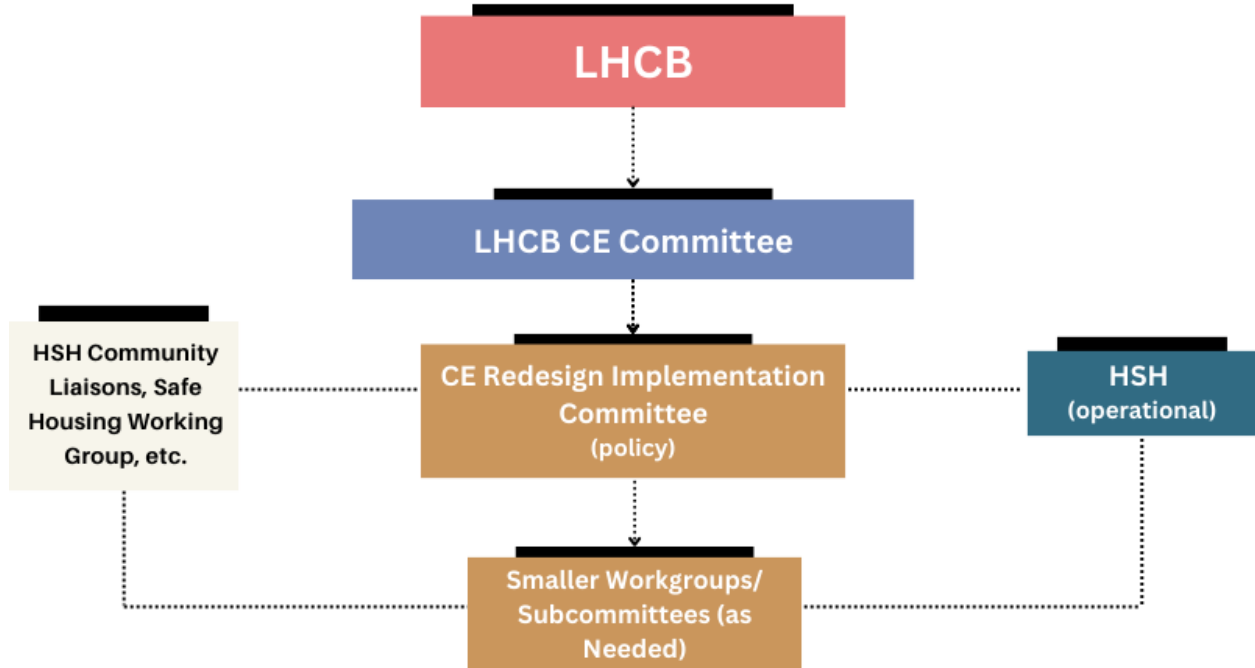 LHCB
LHCB CE Committee
HSH Community
Liaisons, Safe
Housing Working
Group, etc.
CE Redesign Implementation
Committee
(policy)
HSH
(operational)
Smaller Workgroups/
Subcommittees (as
Needed)